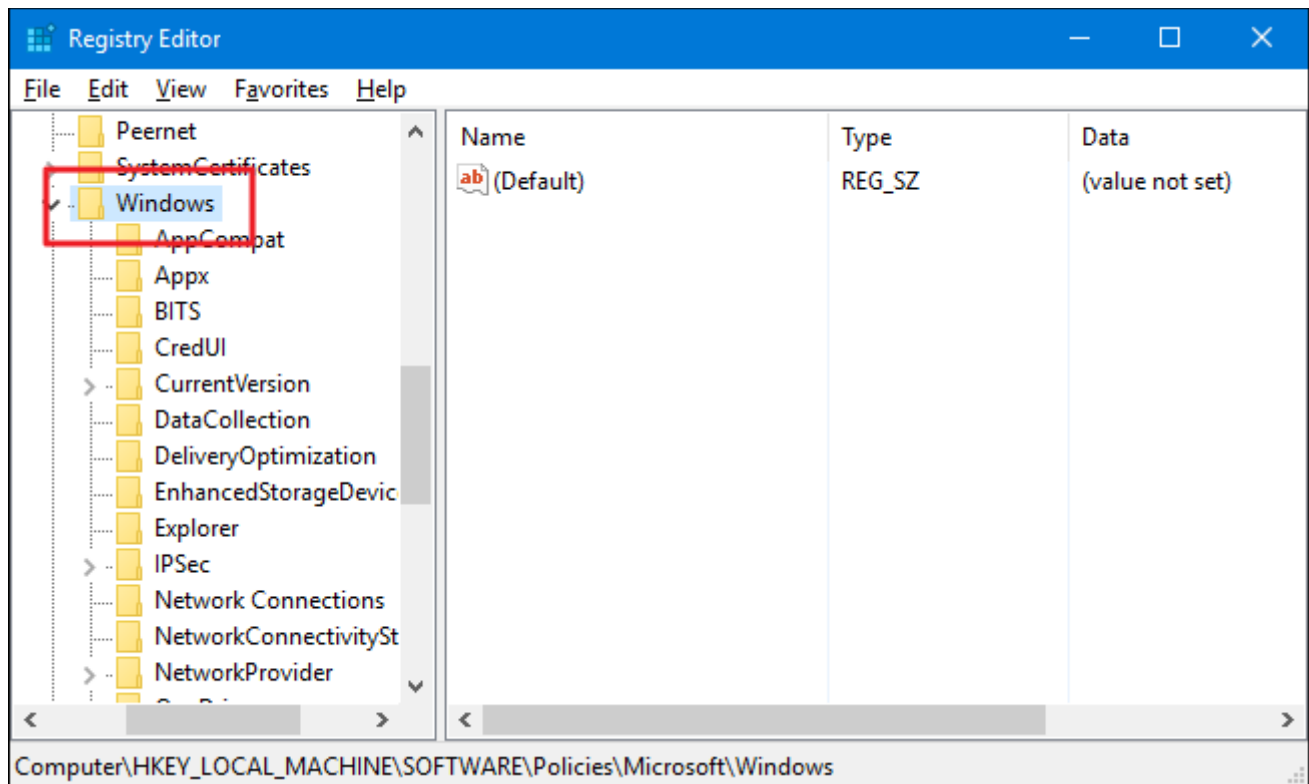 Registry Editor
File Edit View Favorites Help
Peernet
SystemCertificates
Windows
AppCompat
Appx
BITS
CredUI
CurrentVersion
DataCollection
DeliveryOptimization
EnhancedStorageDevic
Explorer
IPSec
Network Connections
NetworkConnectivitySt
NetworkProvider
Name Type Data
ab (Default) REG_SZ (value not set)
Computer\HKEY_LOCAL_MACHINE\SOFTWARE\Policies\Microsoft\Windows